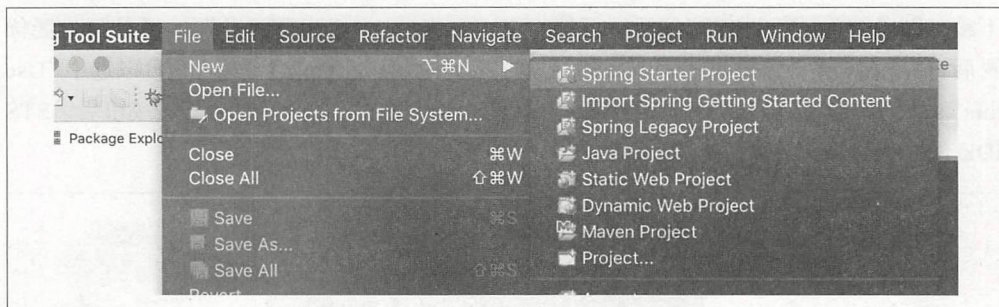 g Tool Suite File Edit Source Refactor Navigate Search Project Run Window Help
New ⌥⌘N ▶
Open File...
Open Projects from File System...
Close ⌘W
Close All ⇧⌘W
Save ⌘S
Save As...
Save All ⇧⌘S
Revert
Package Explo
Spring Starter Project
Import Spring Getting Started Content
Spring Legacy Project
Java Project
Static Web Project
Dynamic Web Project
Maven Project
Project...